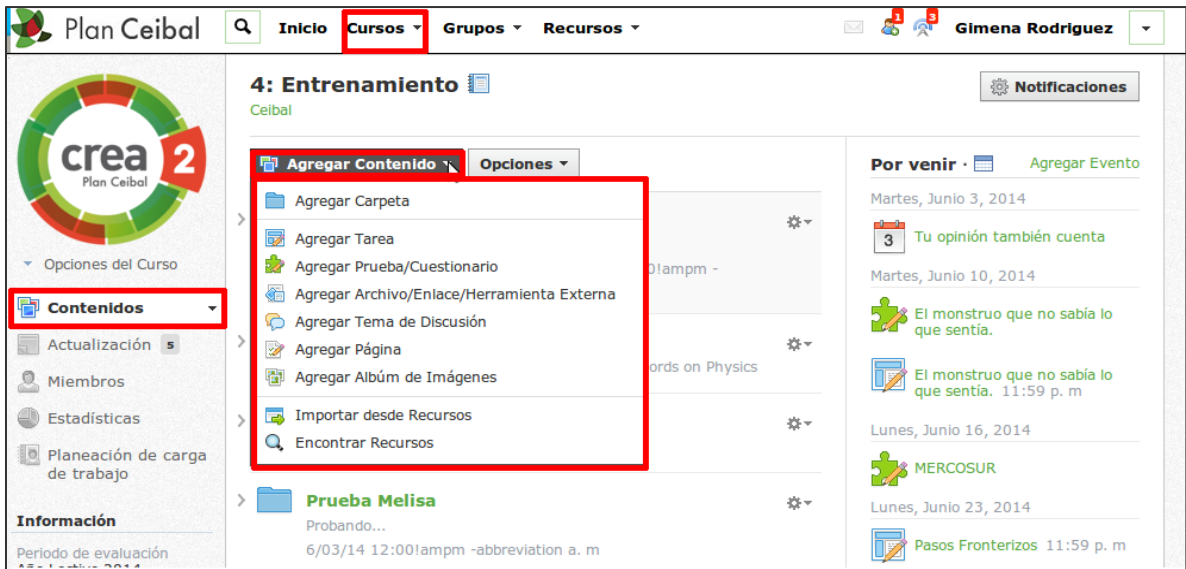 Plan Ceibal
Inicio Cursos Grupos Recursos
1
3
Gimena Rodriguez
crea 2
Plan Ceibal
Opciones del Curso
Contenidos
Actualización 5
Miembros
Estadísticas
Planeación de carga
de trabajo
Información
Periodo de evaluación
4: Entrenamiento
Ceibal
Notificaciones
Agregar Contenido
Opciones
Agregar Carpeta
Agregar Tarea
Agregar Prueba/Cuestionario
Agregar Archivo/Enlace/Herramienta Externa
Agregar Tema de Discusión
Agregar Página
Agregar Albúm de Imágenes
Importar desde Recursos
Encontrar Recursos
0!ampm -
ords on Physics
Prueba Melisa
Probando...
6/03/14 12:00!ampm -abbreviation a. m
Por venir · Agregar Evento
Martes, Junio 3, 2014
3
Tu opinión también cuenta
Martes, Junio 10, 2014
El monstruo que no sabía lo
que sentía.
El monstruo que no sabía lo
que sentía. 11:59 p. m
Lunes, Junio 16, 2014
MERCOSUR
Lunes, Junio 23, 2014
Pasos Fronterizos 11:59 p. m